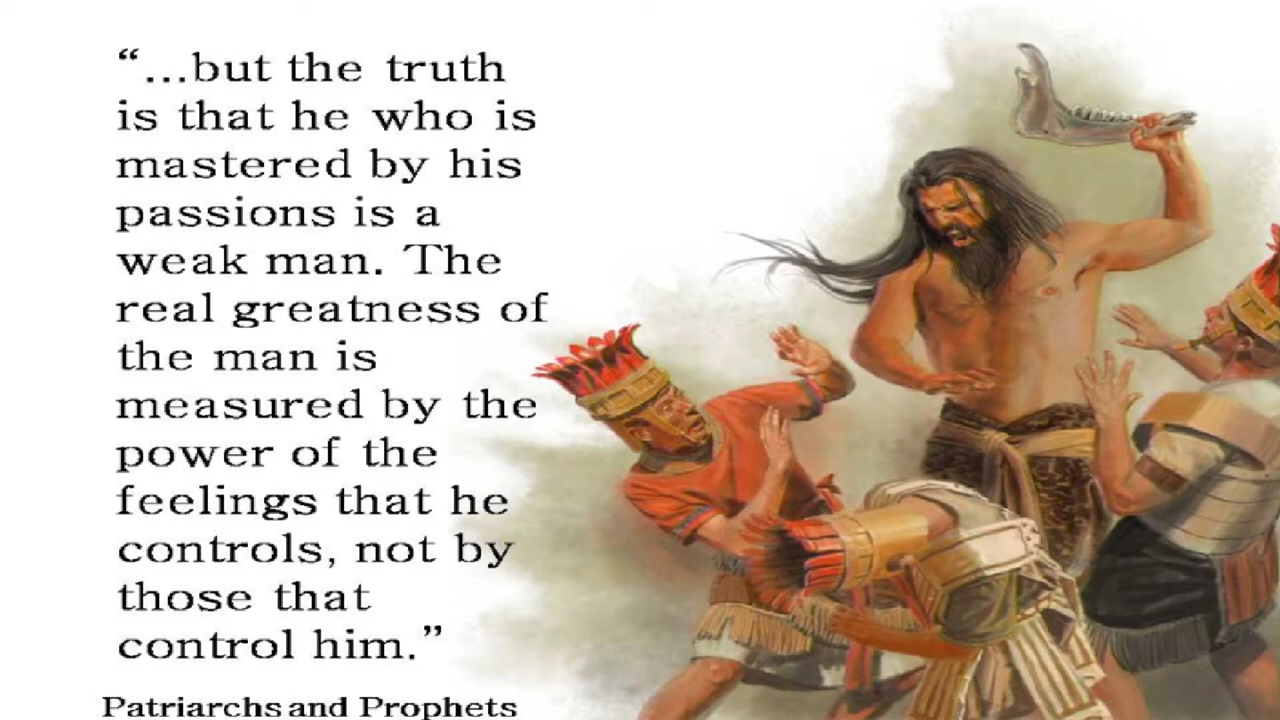 “...but the truth
is that he who is
mastered by his
passions is a
weak man. The
real greatness of
the man is
measured by the
power of the
feelings that he
controls, not by
those that
control him.”
Patriarchs and Prophets